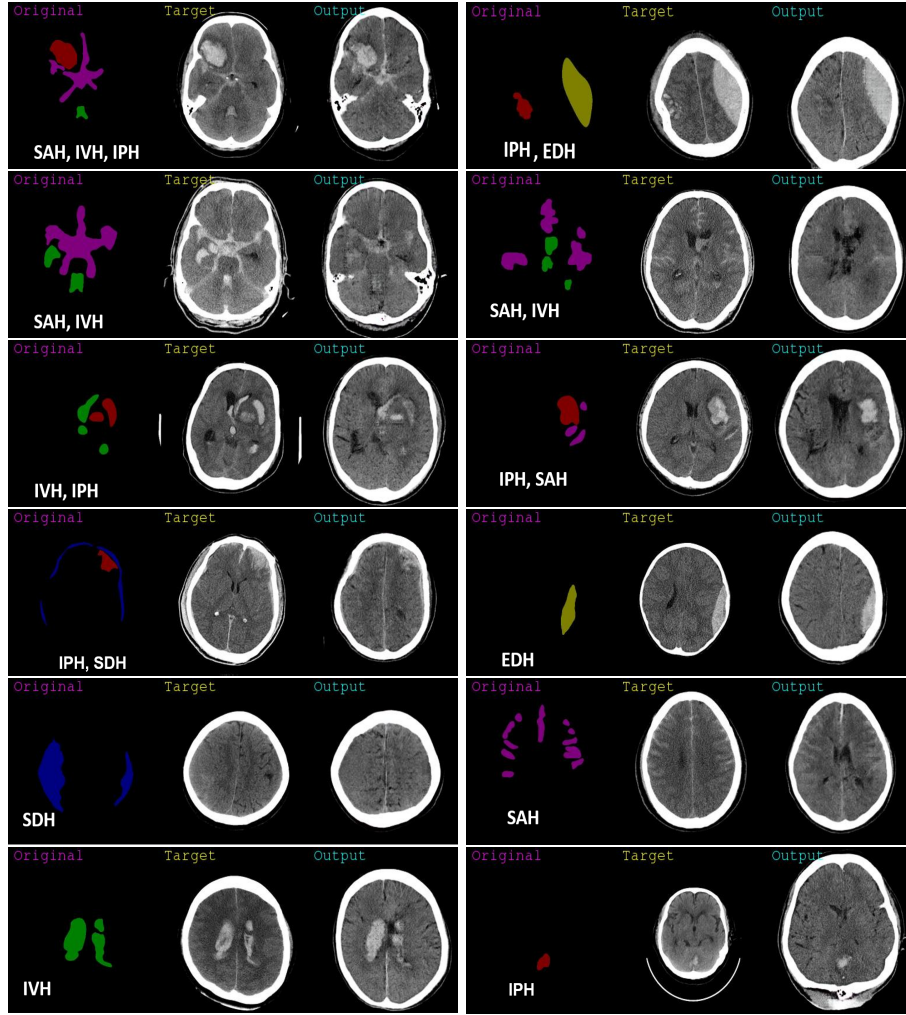 Original Target Output
SAH, IVH, IPH
Original Target Output
IPH , EDH
Original Target Output
SAH, IVH
Original Target Output
SAH, IVH
Original Target Output
IVH, IPH
Original Target Output
IPH, SAH
Original Target Output
IPH, SDH
Original Target Output
EDH
Original Target Output
SDH
Original Target Output
SAH
Original Target Output
IVH
Original Target Output
IPH